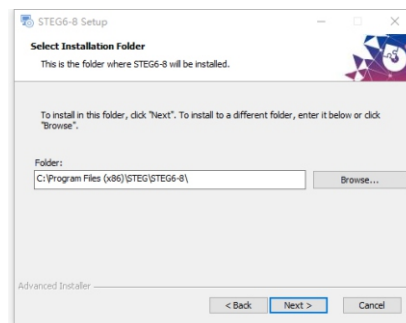 STEG6-8 Setup
Select Installation Folder
This is the folder where STEG6-8 will be installed.
To install in this folder, click "Next". To install to a different folder, enter it below or click
"Browse".
Folder:
C:\Program Files (x86)\STEG\STEG6-8\
Browse...
Advanced Installer
< Back
Next >
Cancel